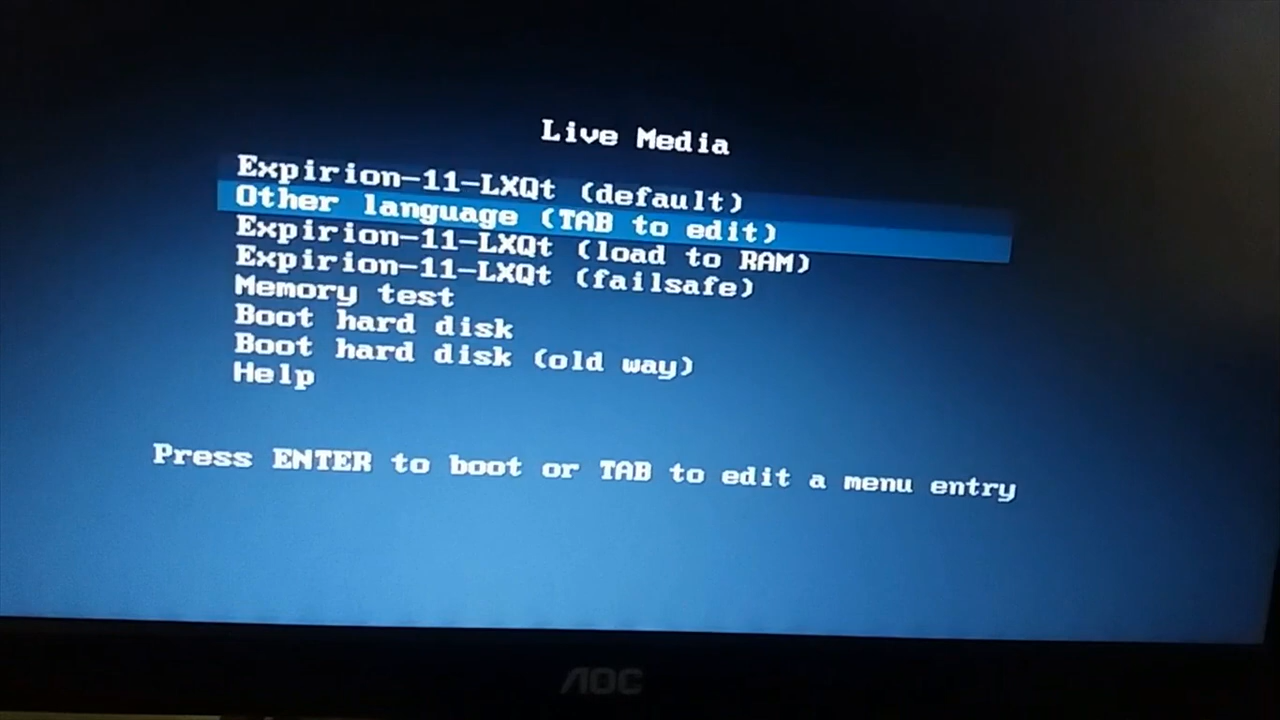 Live Media
Expirion-11-LXQt (default)
Other language (TAB to edit)
Expirion-11-LXQt (load to RAM)
Expirion-11-LXQt (failsafe)
Memory test
Boot hard disk
Boot hard disk (old way)
Help
Press ENTER to boot or TAB to edit a menu entry
AOC